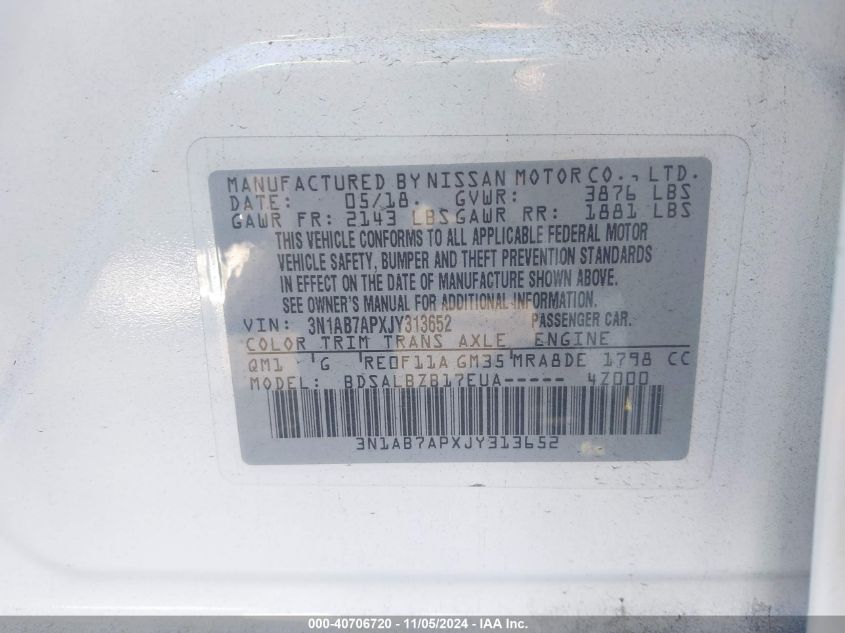 MANUFACTURED BY NISSAN MOTOR CO., LTD.
DATE: 05/18. GVWR: 3876 LBS
GAWR FR: 2143 LBS GAWR RR: 1881 LBS
THIS VEHICLE CONFORMS TO ALL APPLICABLE FEDERAL MOTOR
VEHICLE SAFETY, BUMPER AND THEFT PREVENTION STANDARDS
IN EFFECT ON THE DATE OF MANUFACTURE SHOWN ABOVE.
SEE OWNER'S MANUAL FOR ADDITIONAL INFORMATION.
VIN: 3N1AB7APXJY313652 PASSENGER CAR.
COLOR TRIM TRANS AXLE ENGINE
QM1 G RE0F11A GM35 MRA8DE 1798 CC
MODEL: BDSALBZB17EUA----- 4Z000
3N1AB7APXJY313652
000-40706720 - 11/05/2024 - IAA Inc.